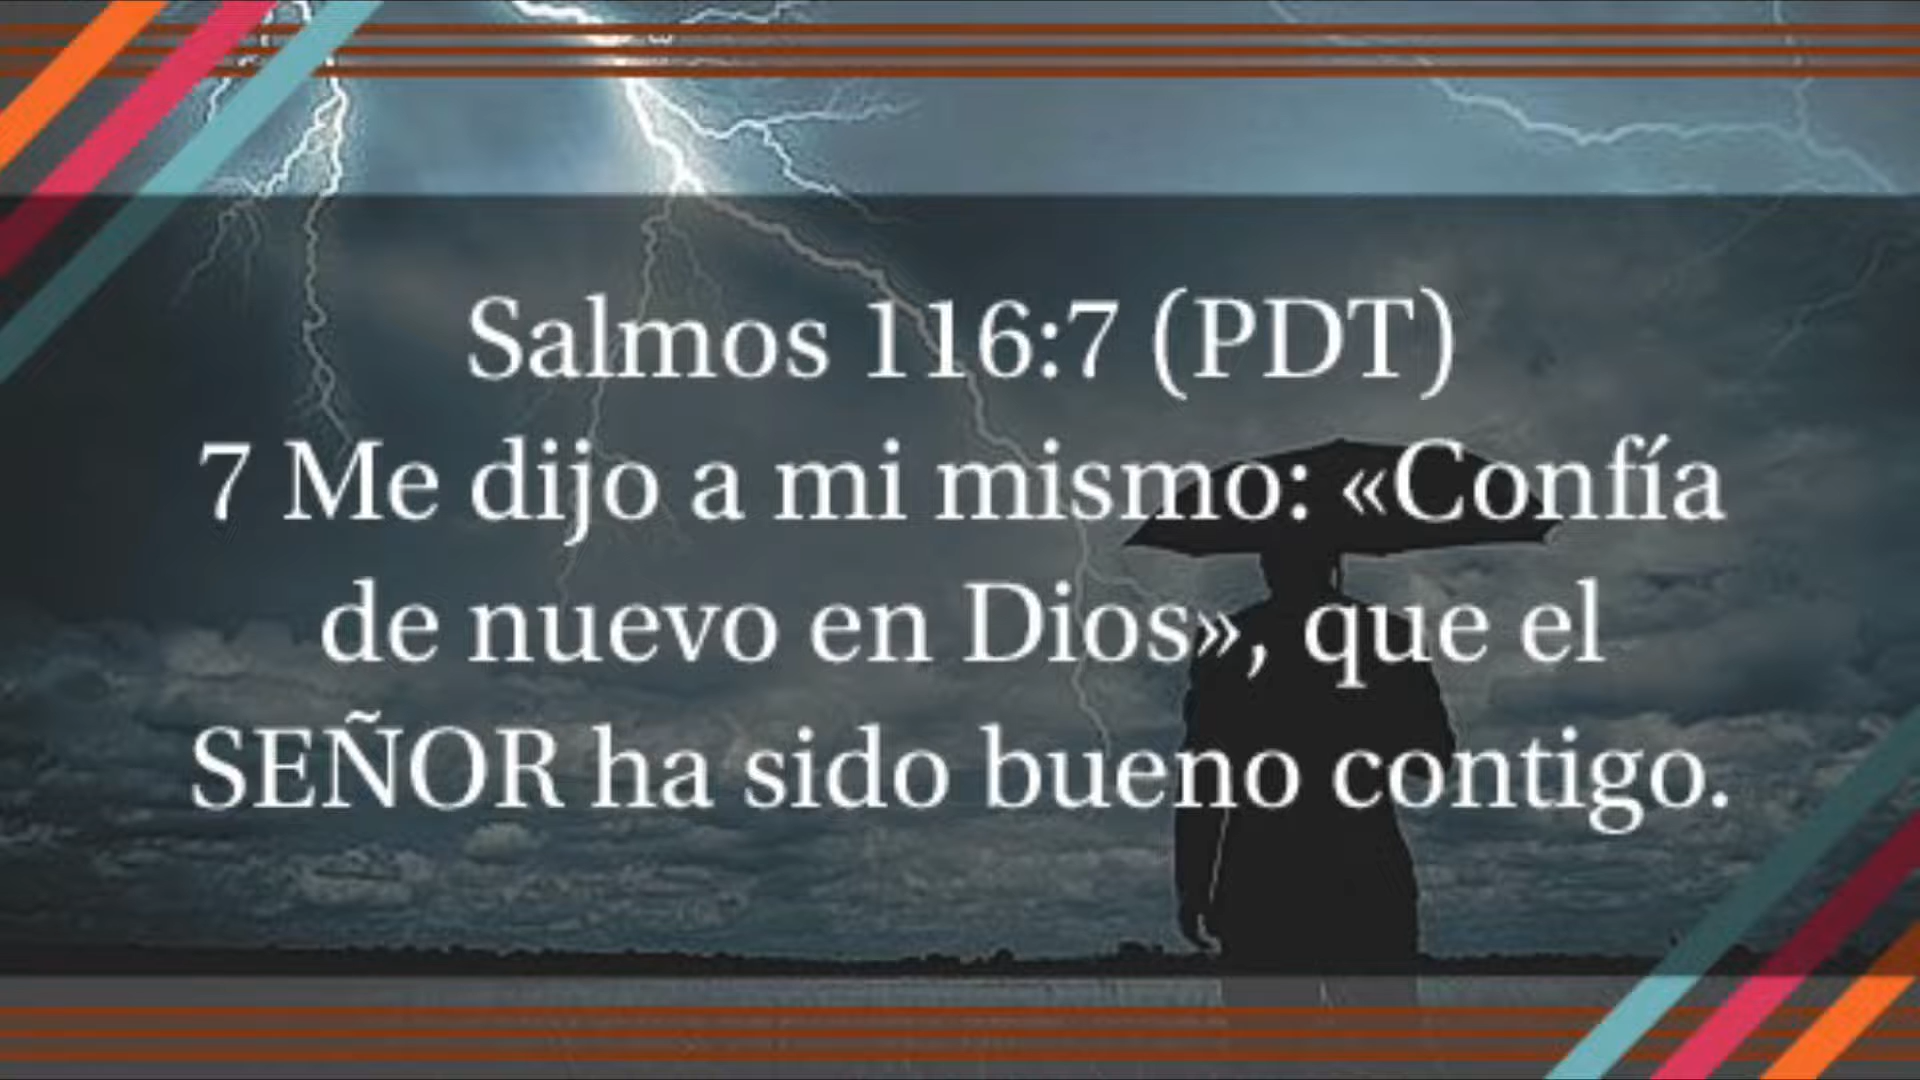 Salmos 116:7 (PDT)
7 Me dijo a mi mismo: «Confía
de nuevo en Dios», que el
SEÑOR ha sido bueno contigo.